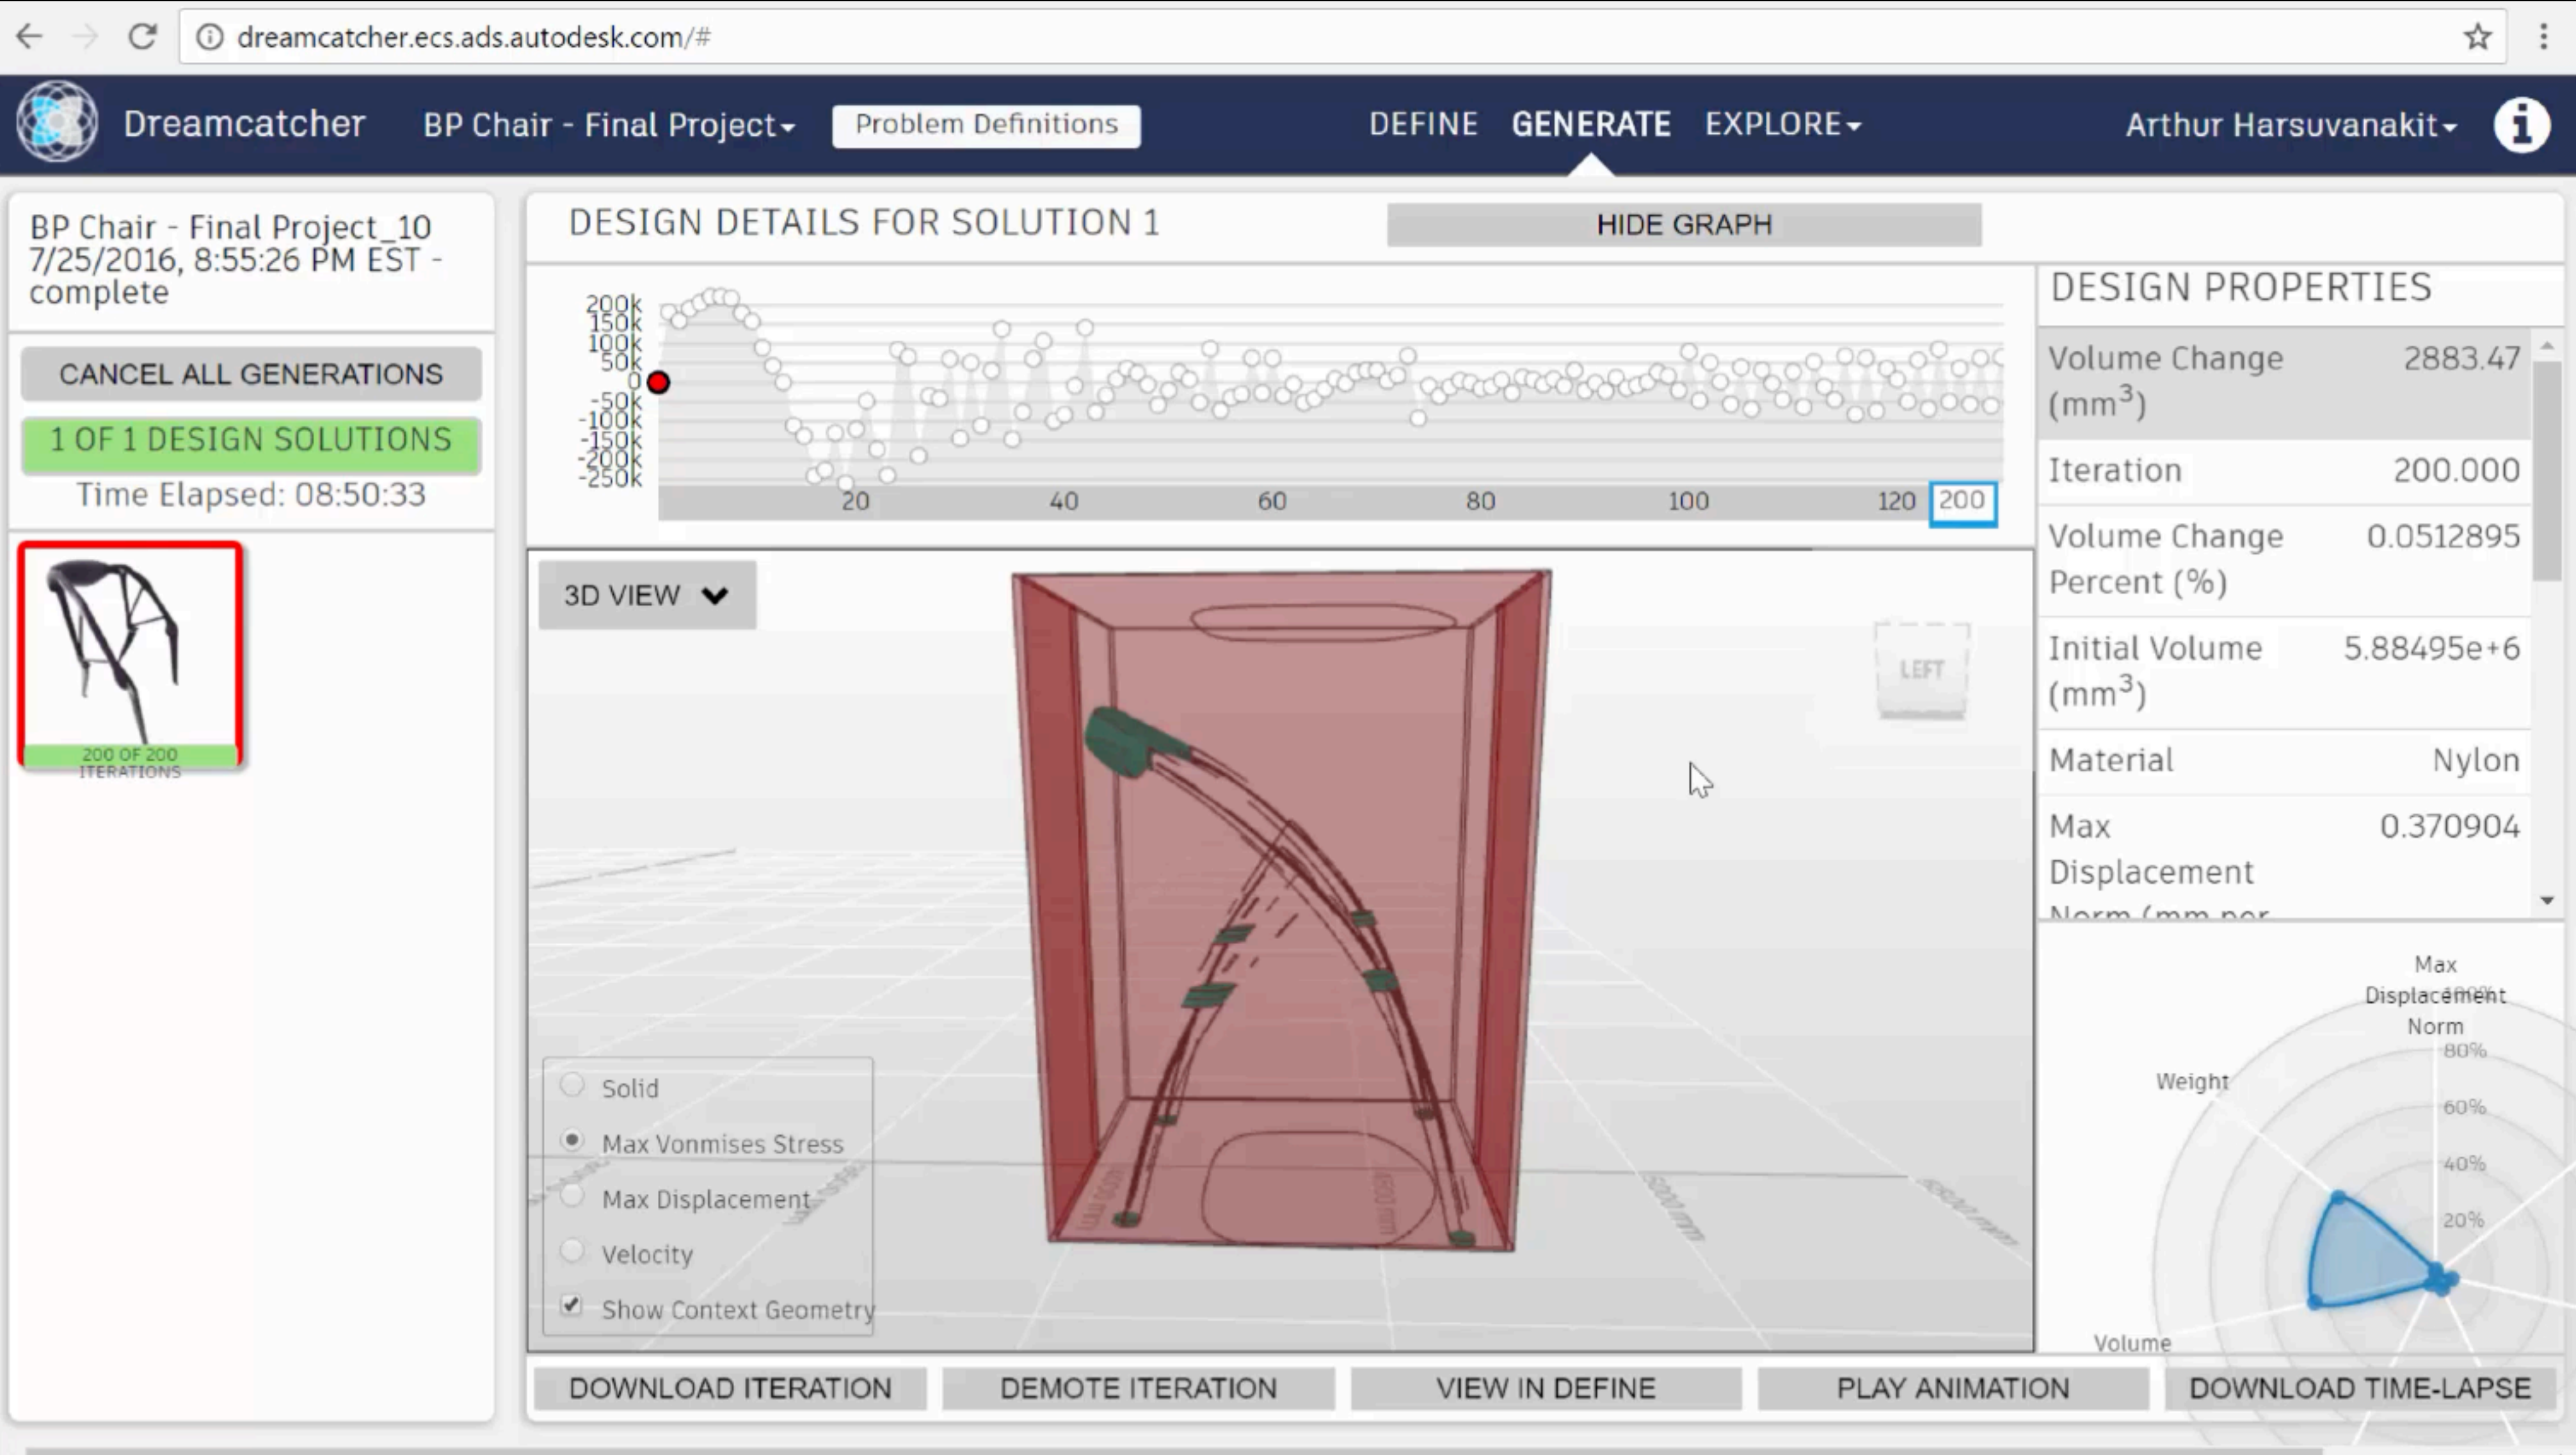 dreamcatcher.ecs.ads.autodesk.com/#
Dreamcatcher
BP Chair - Final Project
Problem Definitions
DEFINE
GENERATE
EXPLORE
Arthur Harsuvanakit
BP Chair - Final Project_10
7/25/2016, 8:55:26 PM EST -
complete
CANCEL ALL GENERATIONS
1 OF 1 DESIGN SOLUTIONS
Time Elapsed: 08:50:33
200 OF 200
ITERATIONS
DESIGN DETAILS FOR SOLUTION 1
HIDE GRAPH
200k
150k
100k
50k
0
-50k
-100k
-150k
-200k
-250k
20 40 60 80 100 120 200
3D VIEW
LEFT
Solid
Max Vonmises Stress
Max Displacement
Velocity
Show Context Geometry
DESIGN PROPERTIES
Volume Change 2883.47
(mm³)
Iteration 200.000
Volume Change 0.0512895
Percent (%)
Initial Volume 5.88495e+6
(mm³)
Material Nylon
Max 0.370904
Displacement
Norm (mm per
Max
Displacement
Norm
100%
80%
60%
40%
20%
Weight
Volume
DOWNLOAD ITERATION
DEMOTE ITERATION
VIEW IN DEFINE
PLAY ANIMATION
DOWNLOAD TIME-LAPSE